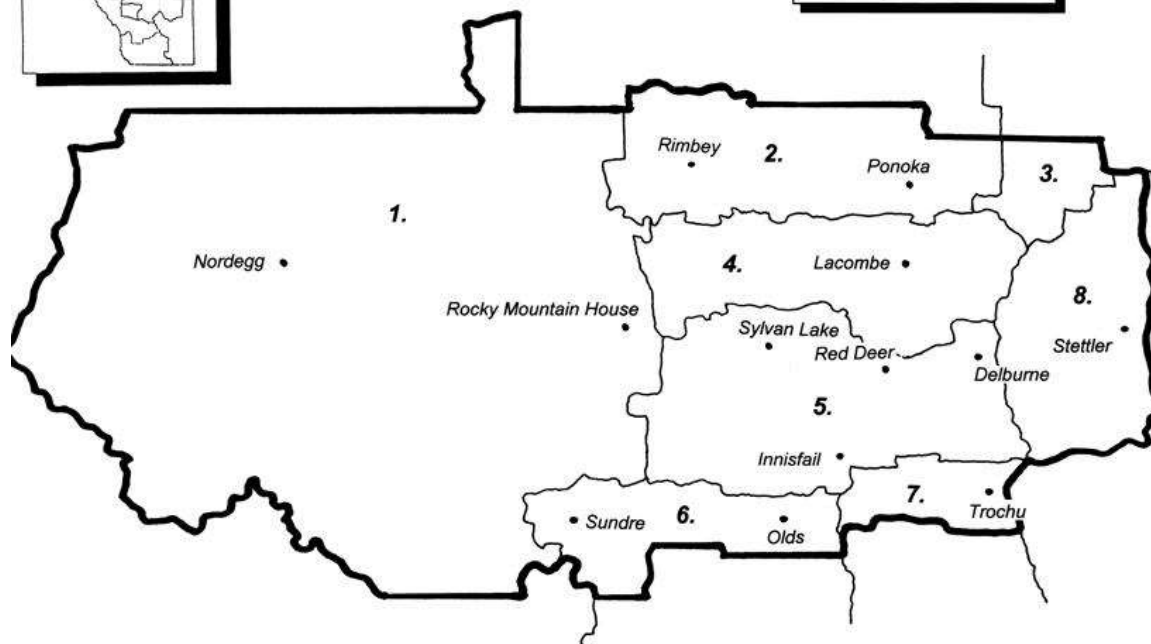 Rimbey
2.
Ponoka
3.
1.
Nordegg
4.
Lacombe
8.
Rocky Mountain House
Sylvan Lake
Red Deer
Stettler
Delburne
5.
Innisfail
7.
Trochu
Sundre
6.
Olds